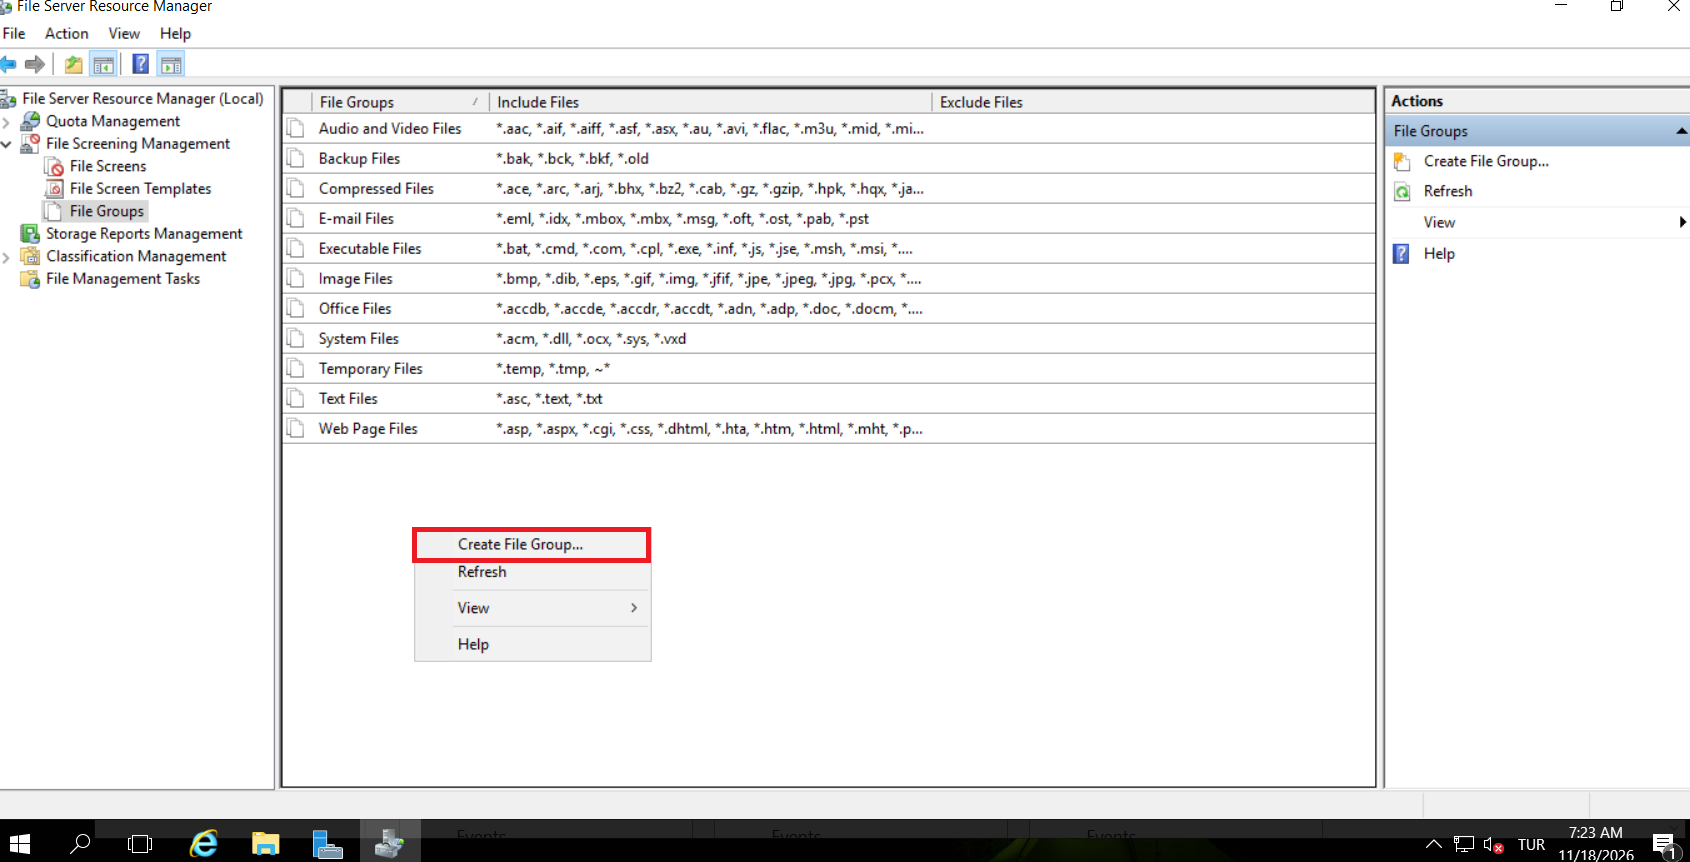 File Server Resource Manager
File Action View Help
File Server Resource Manager (Local)
Quota Management
File Screening Management
File Screens
File Screen Templates
File Groups
Storage Reports Management
Classification Management
File Management Tasks
File Groups Include Files Exclude Files
Audio and Video Files *.aac, *.aif, *.aiff, *.asf, *.asx, *.au, *.avi, *.flac, *.m3u, *.mid, *.mi...
Backup Files *.bak, *.bck, *.bkf, *.old
Compressed Files *.ace, *.arc, *.arj, *.bhx, *.bz2, *.cab, *.gz, *.gzip, *.hpk, *.hqx, *.ja...
E-mail Files *.eml, *.idx, *.mbox, *.mbx, *.msg, *.oft, *.ost, *.pab, *.pst
Executable Files *.bat, *.cmd, *.com, *.cpl, *.exe, *.inf, *.js, *.jse, *.msh, *.msi, *....
Image Files *.bmp, *.dib, *.eps, *.gif, *.img, *.jfif, *.jpe, *.jpeg, *.jpg, *.pcx, *....
Office Files *.accdb, *.accde, *.accdr, *.accdt, *.adn, *.adp, *.doc, *.docm, *....
System Files *.acm, *.dll, *.ocx, *.sys, *.vxd
Temporary Files *.temp, *.tmp, ~*
Text Files *.asc, *.text, *.txt
Web Page Files *.asp, *.aspx, *.cgi, *.css, *.dhtml, *.hta, *.htm, *.html, *.mht, *.p...
Create File Group...
Refresh
View
Help
Actions
File Groups
Create File Group...
Refresh
View
Help
Events Events Events
TUR
7:23 AM
11/18/2026
1